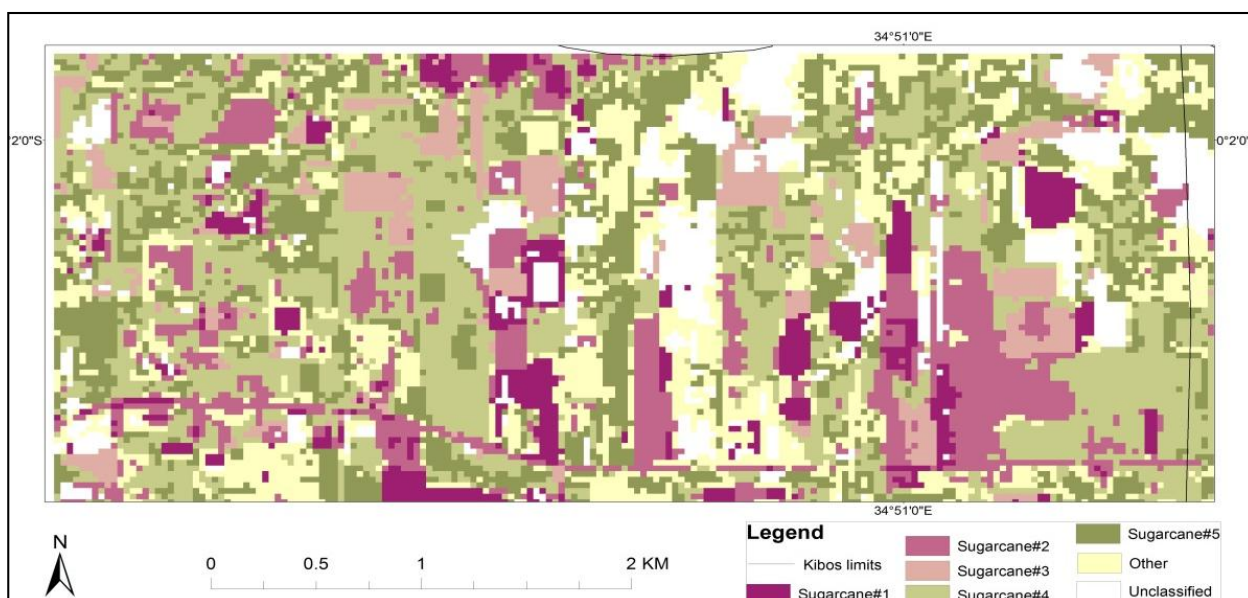 34°51'0"E
2'0"S
0°2'0"
34°51'0"E
N
0 0.5 1 2 KM
Legend
Kibos limits
Sugarcane#1
Sugarcane#2
Sugarcane#3
Sugarcane#4
Sugarcane#5
Other
Unclassified